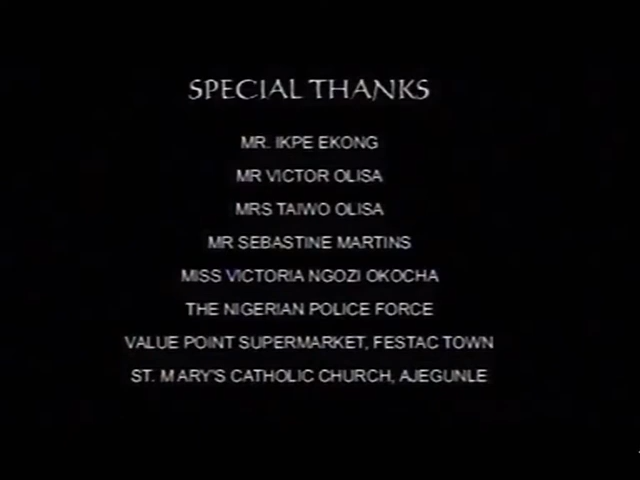 SPECIAL THANKS
MR. IKPE EKONG
MR VICTOR OLISA
MRS TAIWO OLISA
MR SEBASTINE MARTINS
MISS VICTORIA NGOZI OKOCHA
THE NIGERIAN POLICE FORCE
VALUE POINT SUPERMARKET, FESTAC TOWN
ST. MARY'S CATHOLIC CHURCH, AJEGUNLE